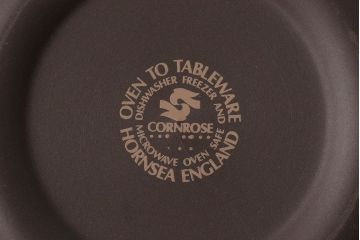 OVEN TO TABLEWARE
DISHWASHER FREEZER AND
CORNROSE
MICROWAVE OVEN SAFE
HORNSEA ENGLAND